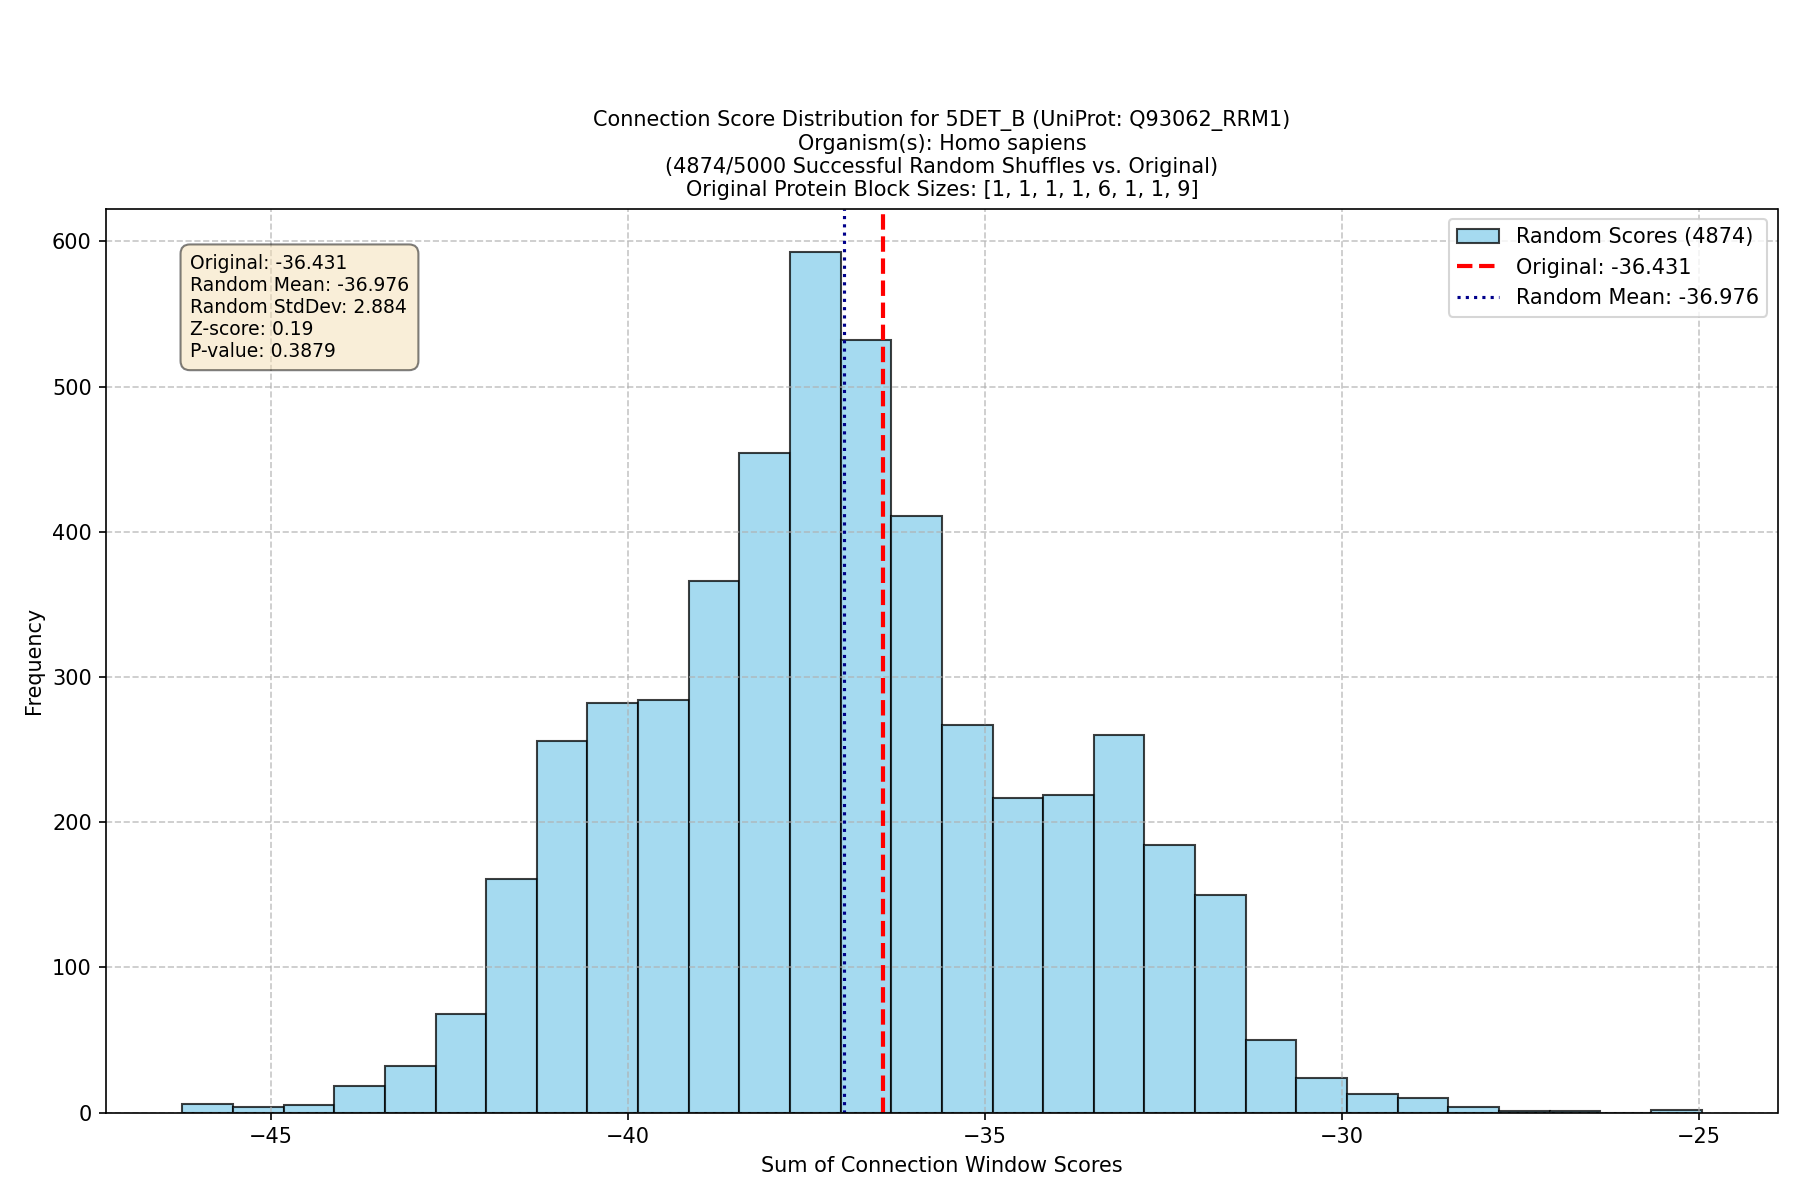 Connection Score Distribution for 5DET_B (UniProt: Q93062_RRM1)
Organism(s): Homo sapiens
(4874/5000 Successful Random Shuffles vs. Original)
Original Protein Block Sizes: [1, 1, 1, 1, 6, 1, 1, 9]
Original: -36.431
Random Mean: -36.976
Random StdDev: 2.884
Z-score: 0.19
P-value: 0.3879
Random Scores (4874)
Original: -36.431
Random Mean: -36.976
600
500
400
300
200
100
0
Frequency
−45
−40
−35
−30
−25
Sum of Connection Window Scores